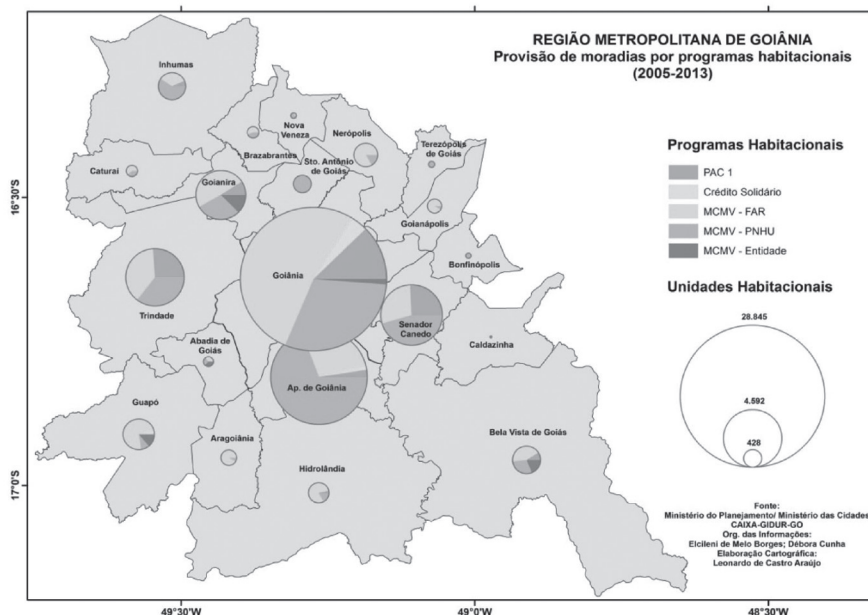 REGIÃO METROPOLITANA DE GOIÂNIA
Provisão de moradias por programas habitacionais
(2005-2013)
Inhumas
Nova
Veneza
Nerópolis
Terezópolis
de Goiás
Brazabrantes
Sto. Antônio
de Goiás
Caturaí
Goianira
Goianápolis
Goiânia
Bonfinópolis
Trindade
Senador
Canedo
Caldazinha
Abadia de
Goiás
Ap. de Goiânia
Guapó
Aragoiânia
Bela Vista de Goiás
Hidrolândia
Programas Habitacionais
PAC 1
Crédito Solidário
MCMV - FAR
MCMV - PNHU
MCMV - Entidade
Unidades Habitacionais
28.845
4.592
428
Fonte:
Ministério do Planejamento/ Ministério das Cidades
CAIXA-GIDUR-GO
Org. das Informações:
Elcileni de Melo Borges; Débora Cunha
Elaboração Cartográfica:
Leonardo de Castro Araújo
16°30'S
17°0'S
49°30'W
49°0'W
48°30'W